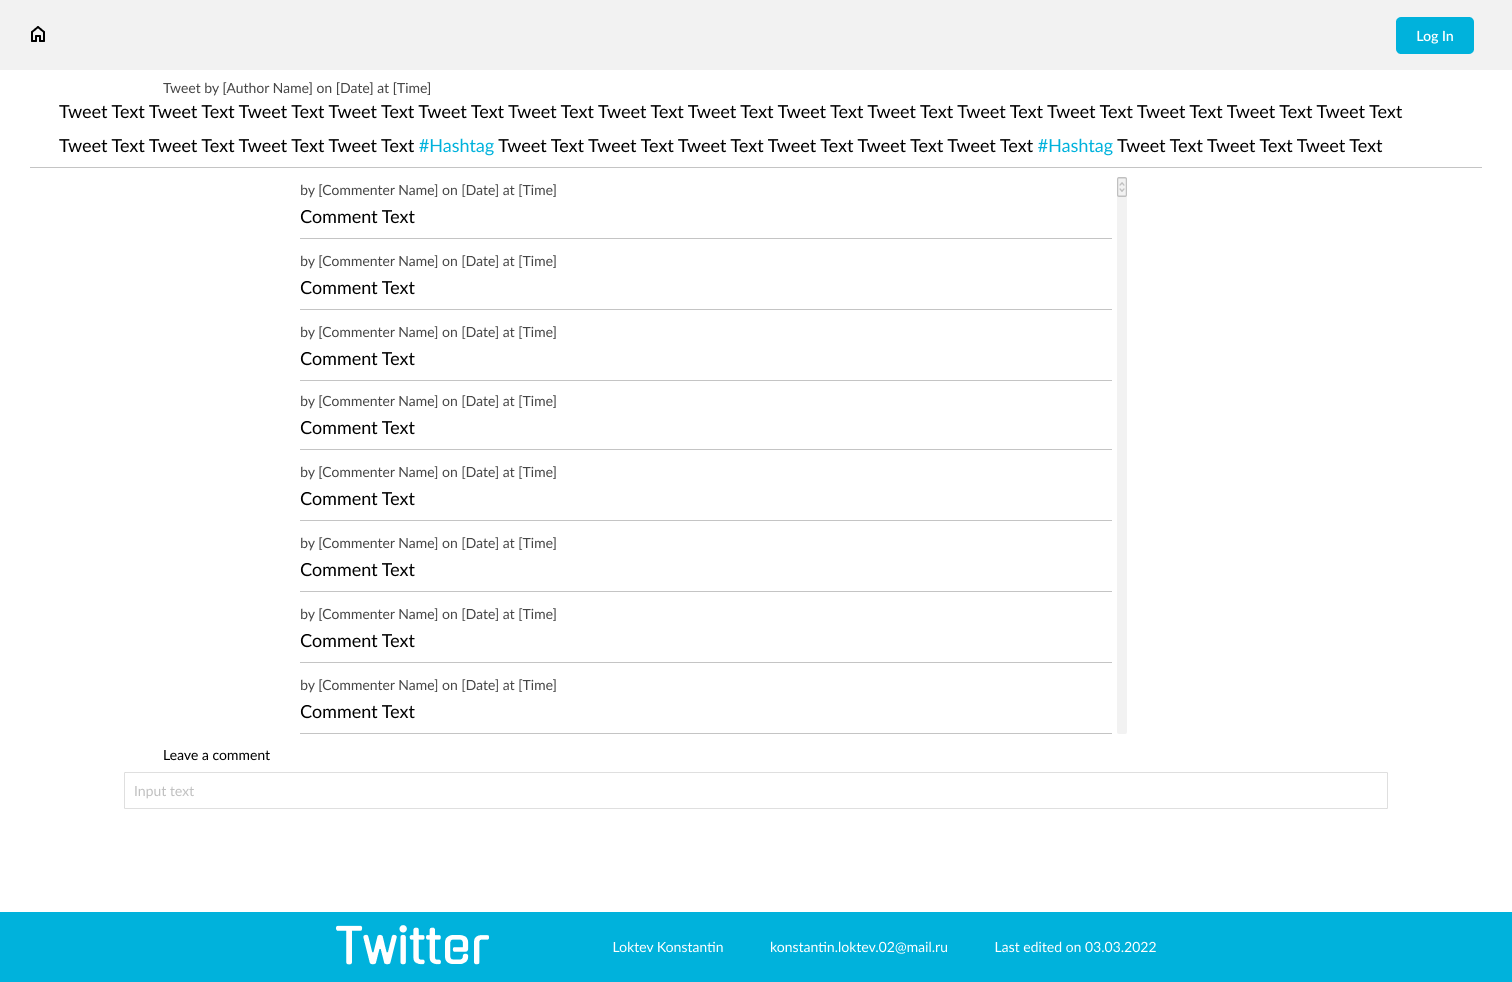 Log In
Tweet by [Author Name] on [Date] at [Time]
Tweet Text Tweet Text Tweet Text Tweet Text Tweet Text Tweet Text Tweet Text Tweet Text Tweet Text Tweet Text Tweet Text Tweet Text Tweet Text Tweet Text Tweet Text
Tweet Text Tweet Text Tweet Text Tweet Text #Hashtag Tweet Text Tweet Text Tweet Text Tweet Text Tweet Text Tweet Text #Hashtag Tweet Text Tweet Text Tweet Text
by [Commenter Name] on [Date] at [Time]
Comment Text
by [Commenter Name] on [Date] at [Time]
Comment Text
by [Commenter Name] on [Date] at [Time]
Comment Text
by [Commenter Name] on [Date] at [Time]
Comment Text
by [Commenter Name] on [Date] at [Time]
Comment Text
by [Commenter Name] on [Date] at [Time]
Comment Text
by [Commenter Name] on [Date] at [Time]
Comment Text
by [Commenter Name] on [Date] at [Time]
Comment Text
Leave a comment
Input text
Twitter
Loktev Konstantin
konstantin.loktev.02@mail.ru
Last edited on 03.03.2022